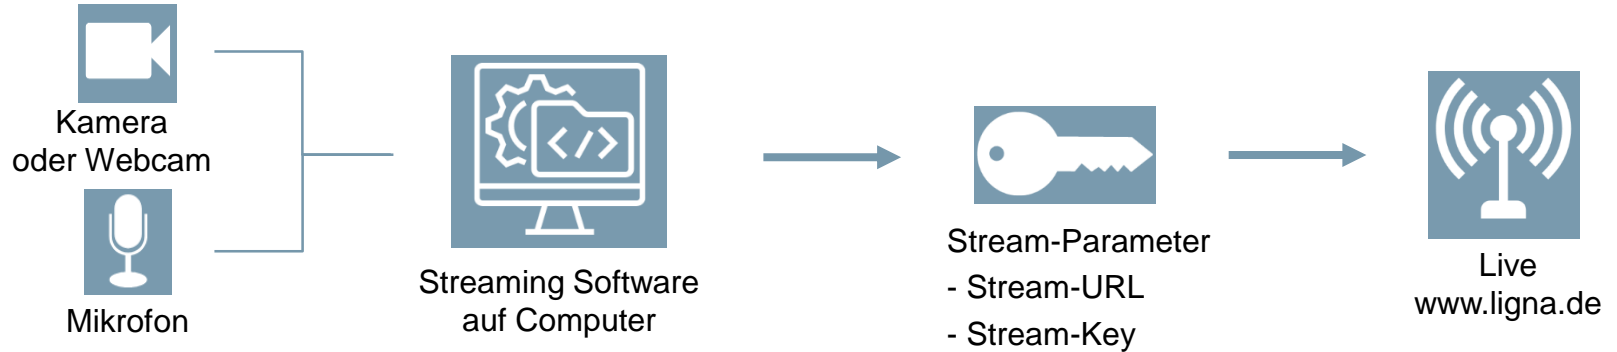 Kamera
oder Webcam
Mikrofon
Streaming Software
auf Computer
Stream-Parameter
- Stream-URL
- Stream-Key
Live
www.ligna.de